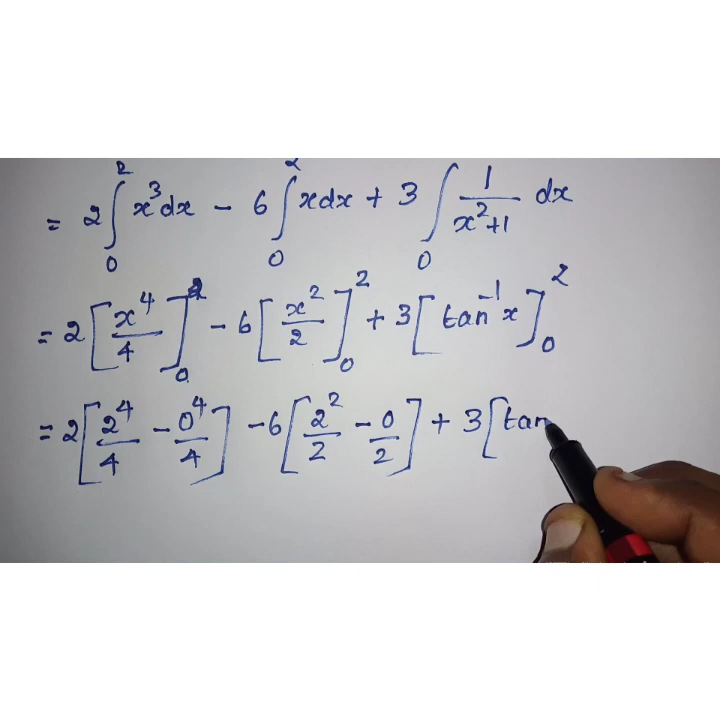 = 2 ∫₀² x³dx - 6 ∫₀² xdx + 3 ∫₀ 1/(x²+1) dx
= 2 [x⁴/4]₀² - 6 [x²/2]₀² + 3 [tan⁻¹x]₀²
= 2 [2⁴/4 - 0⁴/4] - 6 [2²/2 - 0/2] + 3 [tan